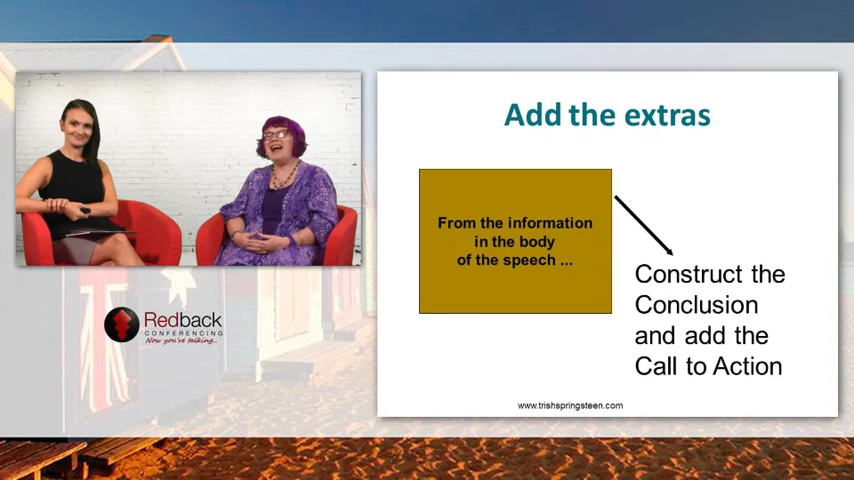 Add the extras
From the information
in the body
of the speech ...
Construct the
Conclusion
and add the
Call to Action
www.trishspringsteen.com
Redback
CONFERENCING
Now you're talking..